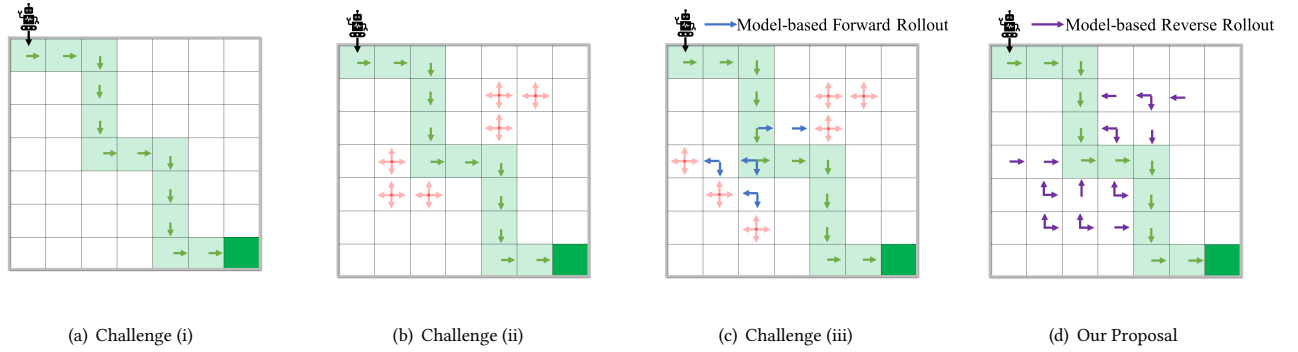 Model-based Forward Rollout
Model-based Reverse Rollout
(a) Challenge (i)
(b) Challenge (ii)
(c) Challenge (iii)
(d) Our Proposal